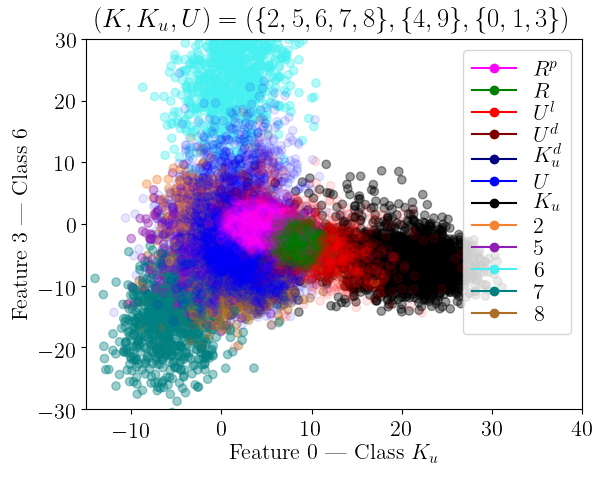 (K, K_u, U) = ({2, 5, 6, 7, 8}, {4, 9}, {0, 1, 3})
30
20
10
0
−10
−20
−30
Feature 3 — Class 6
R^p
R
U^l
U^d
K_u^d
U
K_u
2
5
6
7
8
−10
0
10
20
30
40
Feature 0 — Class K_u